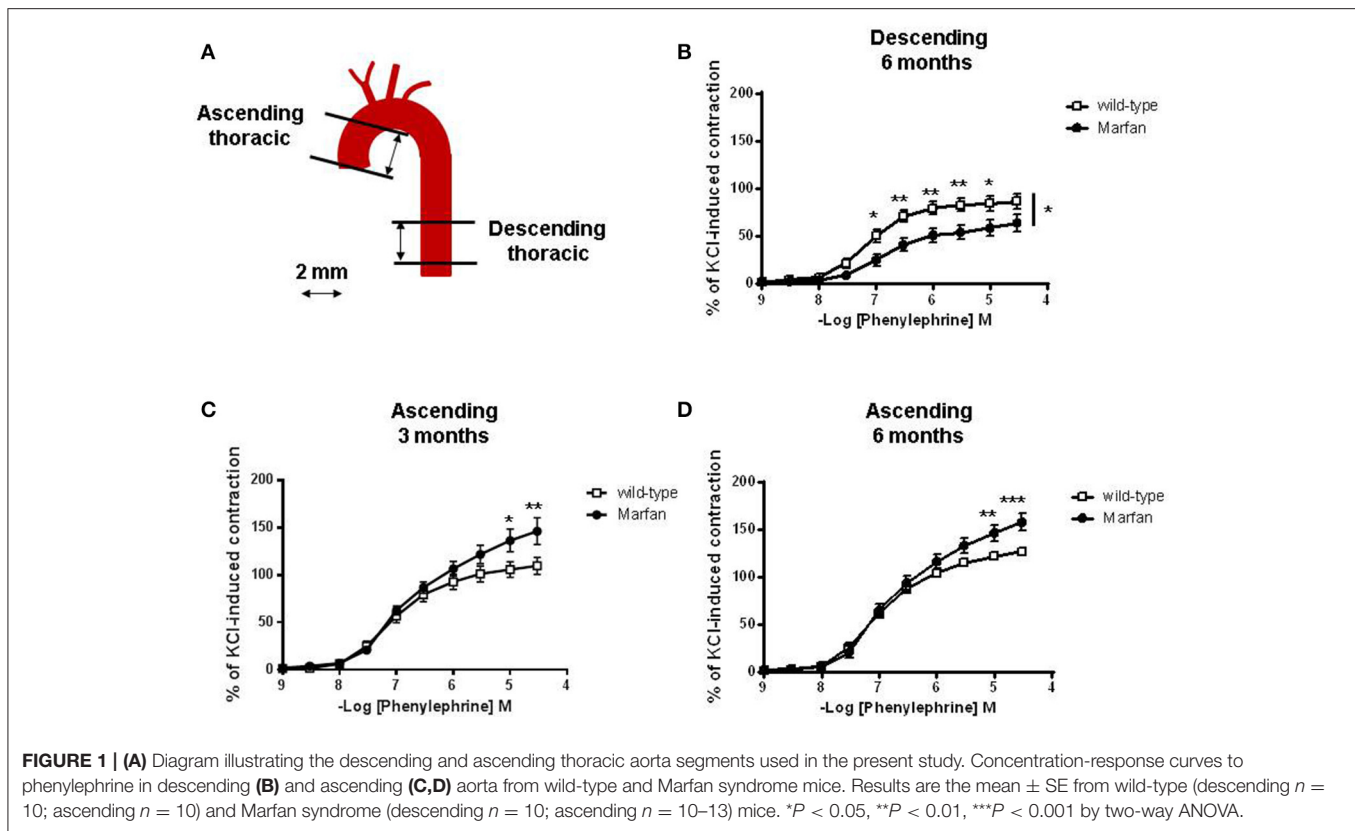 A
Ascending
thoracic
Descending
thoracic
2 mm
B
Descending
6 months
% of KCl-induced contraction
200
150
100
50
0
9 8 7 6 5 4
-Log [Phenylephrine] M
wild-type
Marfan
* ** ** ** *
*
C
Ascending
3 months
% of KCl-induced contraction
200
150
100
50
0
9 8 7 6 5 4
-Log [Phenylephrine] M
wild-type
Marfan
* **
D
Ascending
6 months
% of KCl-induced contraction
200
150
100
50
0
9 8 7 6 5 4
-Log [Phenylephrine] M
wild-type
Marfan
** ***
FIGURE 1 | (A) Diagram illustrating the descending and ascending thoracic aorta segments used in the present study. Concentration-response curves to
phenylephrine in descending (B) and ascending (C,D) aorta from wild-type and Marfan syndrome mice. Results are the mean ± SE from wild-type (descending n =
10; ascending n = 10) and Marfan syndrome (descending n = 10; ascending n = 10–13) mice. *P < 0.05, **P < 0.01, ***P < 0.001 by two-way ANOVA.